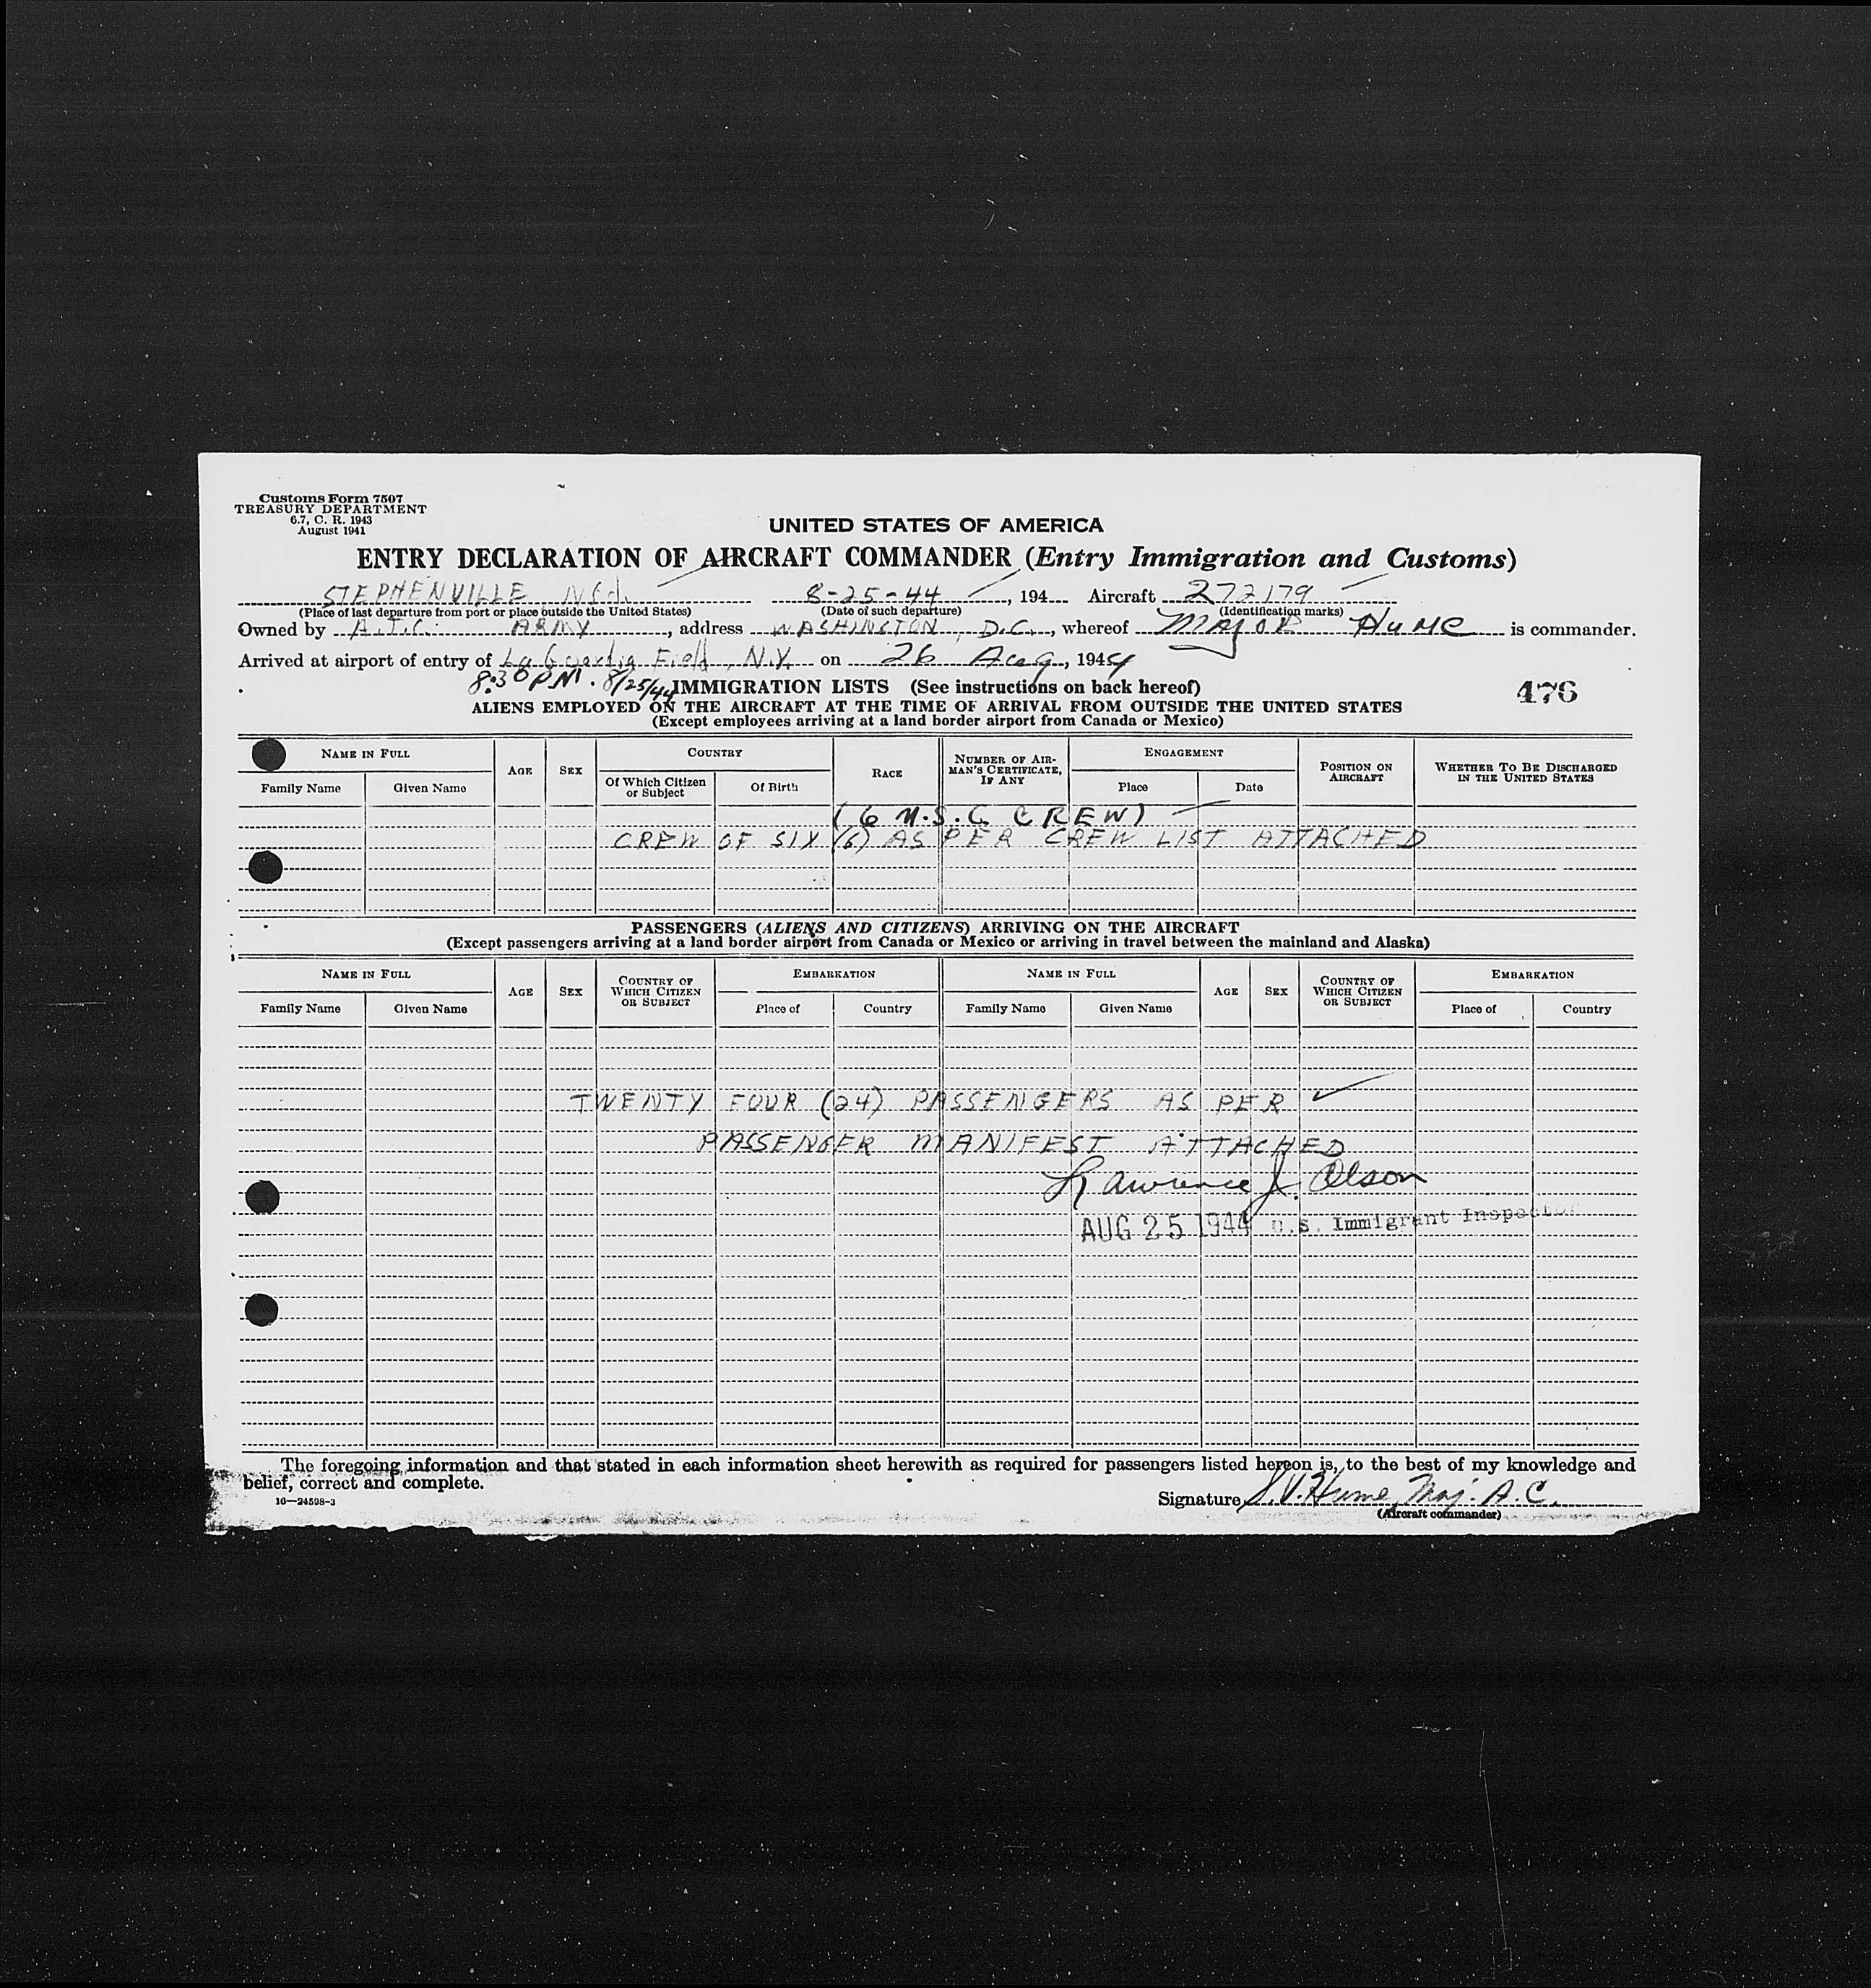 Customs Form 7507
TREASURY DEPARTMENT
6.7, C. R. 1943
August 1941
UNITED STATES OF AMERICA
ENTRY DECLARATION OF AIRCRAFT COMMANDER (Entry Immigration and Customs)
STEPHENVILLE Nfd. 8-25-44, 194 Aircraft 272179
(Place of last departure from port or place outside the United States) (Date of such departure) (Identification marks)
Owned by A.T.C. ARMY, address WASHINGTON, D.C., whereof MAJOR HUME is commander.
Arrived at airport of entry of La Guardia Field, N.Y. on 26 Aug, 1944
8:30 PM. 8/25/44 IMMIGRATION LISTS (See instructions on back hereof) 476
ALIENS EMPLOYED ON THE AIRCRAFT AT THE TIME OF ARRIVAL FROM OUTSIDE THE UNITED STATES
(Except employees arriving at a land border airport from Canada or Mexico)
NAME IN FULL AGE SEX COUNTRY RACE NUMBER OF AIRMAN'S CERTIFICATE, IF ANY ENGAGEMENT POSITION ON AIRCRAFT WHETHER TO BE DISCHARGED IN THE UNITED STATES
Family Name Given Name Of Which Citizen or Subject Of Birth Place Date
(6 U.S.C. CREW)
CREW OF SIX (6) AS PER CREW LIST ATTACHED
PASSENGERS (ALIENS AND CITIZENS) ARRIVING ON THE AIRCRAFT
(Except passengers arriving at a land border airport from Canada or Mexico or arriving in travel between the mainland and Alaska)
NAME IN FULL AGE SEX COUNTRY OF WHICH CITIZEN OR SUBJECT EMBARKATION NAME IN FULL AGE SEX COUNTRY OF WHICH CITIZEN OR SUBJECT EMBARKATION
Family Name Given Name Place of Country Family Name Given Name Place of Country
TWENTY FOUR (24) PASSENGERS AS PER
PASSENGER MANIFEST ATTACHED
Lawrence J. Olson
AUG 25 1944 U.S. Immigrant Inspector
The foregoing information and that stated in each information sheet herewith as required for passengers listed hereon is, to the best of my knowledge and
belief, correct and complete.
16—24598-3
Signature S.V. Hume Maj. A.C.
(Aircraft commander)